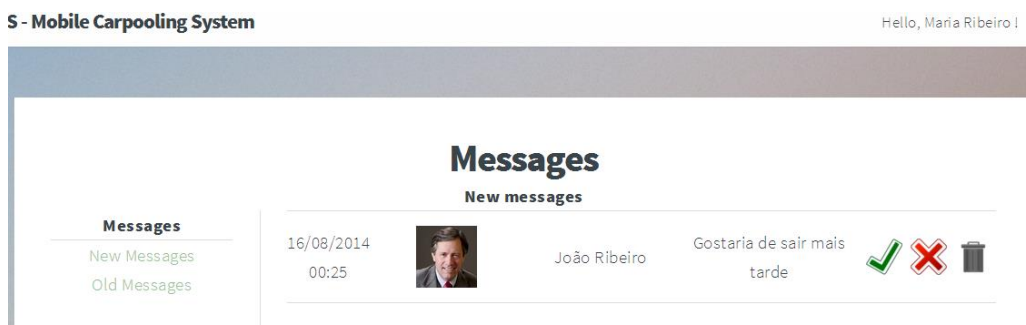 S - Mobile Carpooling System
Hello, Maria Ribeiro !
Messages
New messages
Messages
New Messages
Old Messages
16/08/2014
00:25
João Ribeiro
Gostaria de sair mais
tarde